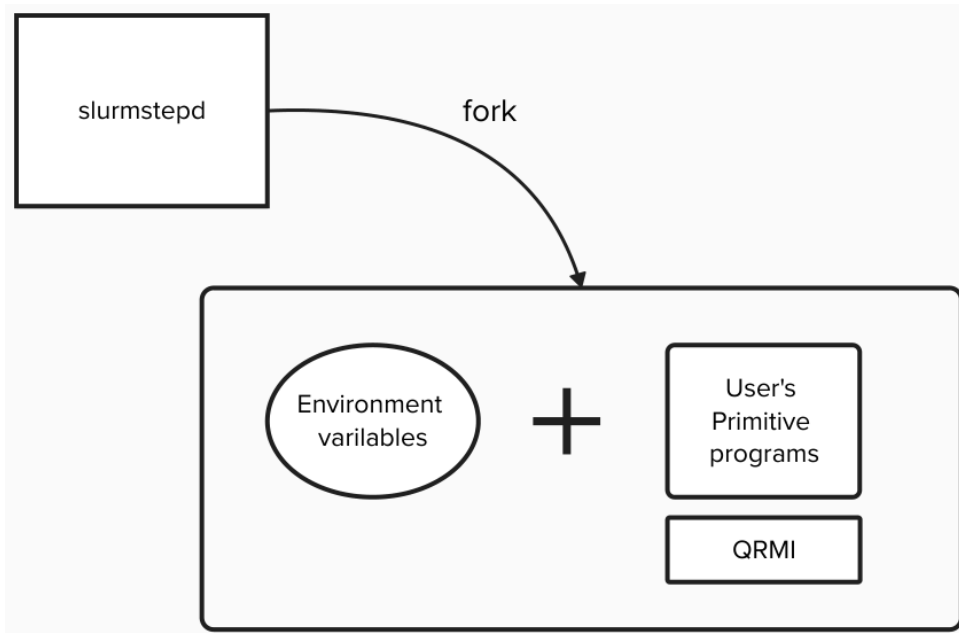 slurmstepd
fork
Environment
varilables
User's
Primitive
programs
QRMI